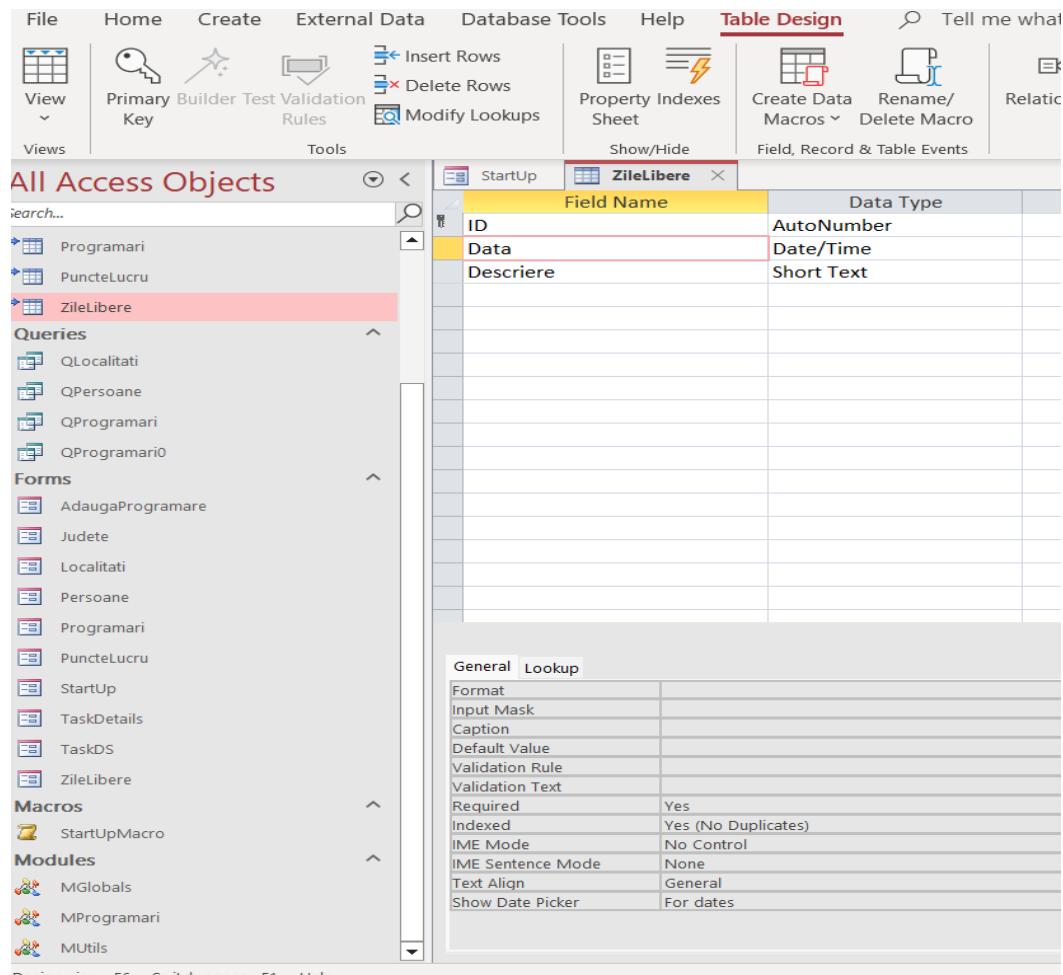 File Home Create External Data Database Tools Help Table Design Tell me what
View
Primary Key
Builder
Test Validation Rules
Insert Rows
Delete Rows
Modify Lookups
Property Sheet
Indexes
Create Data Macros
Rename/ Delete Macro
Views Tools Show/Hide Field, Record & Table Events
All Access Objects
Search...
Programari
PuncteLucru
ZileLibere
Queries
QLocalitati
QPersoane
QProgramari
QProgramari0
Forms
AdaugaProgramare
Judete
Localitati
Persoane
Programari
PuncteLucru
StartUp
TaskDetails
TaskDS
ZileLibere
Macros
StartUpMacro
Modules
MGlobals
MProgramari
MUtils
StartUp ZileLibere
Field Name Data Type
ID AutoNumber
Data Date/Time
Descriere Short Text
General Lookup
Format
Input Mask
Caption
Default Value
Validation Rule
Validation Text
Required Yes
Indexed Yes (No Duplicates)
IME Mode No Control
IME Sentence Mode None
Text Align General
Show Date Picker For dates